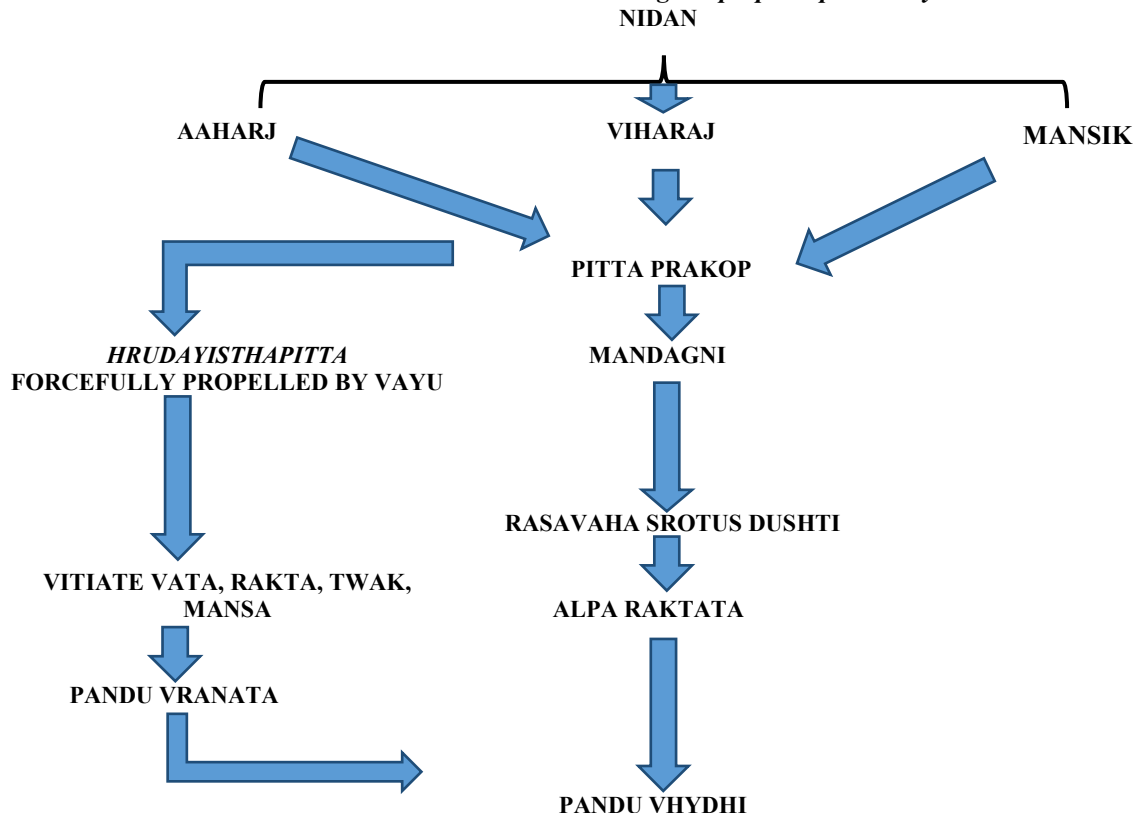 NIDAN
AAHARJ
VIHARAJ
MANSIK
PITTA PRAKOP
HRUDAYISTHAPITTA
FORCEFULLY PROPELLED BY VAYU
MANDAGNI
RASAVAHA SROTUS DUSHTI
VITIATE VATA, RAKTA, TWAK,
MANSA
ALPA RAKTATA
PANDU VRANATA
PANDU VHYDHI